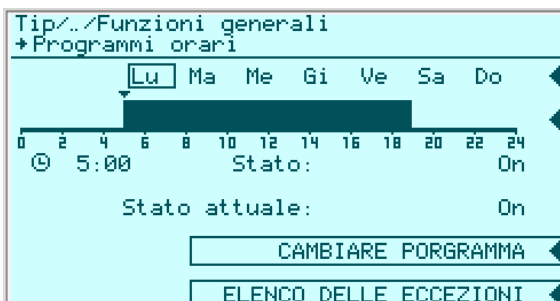 Tip/../Funzioni generali
Programmi orari
Lu Ma Me Gi Ve Sa Do
0 2 4 6 8 10 12 14 16 18 20 22 24
5:00 Stato: On
Stato attuale: On
CAMBIARE PORGRAMMA
ELENCO DELLE ECCEZIONI